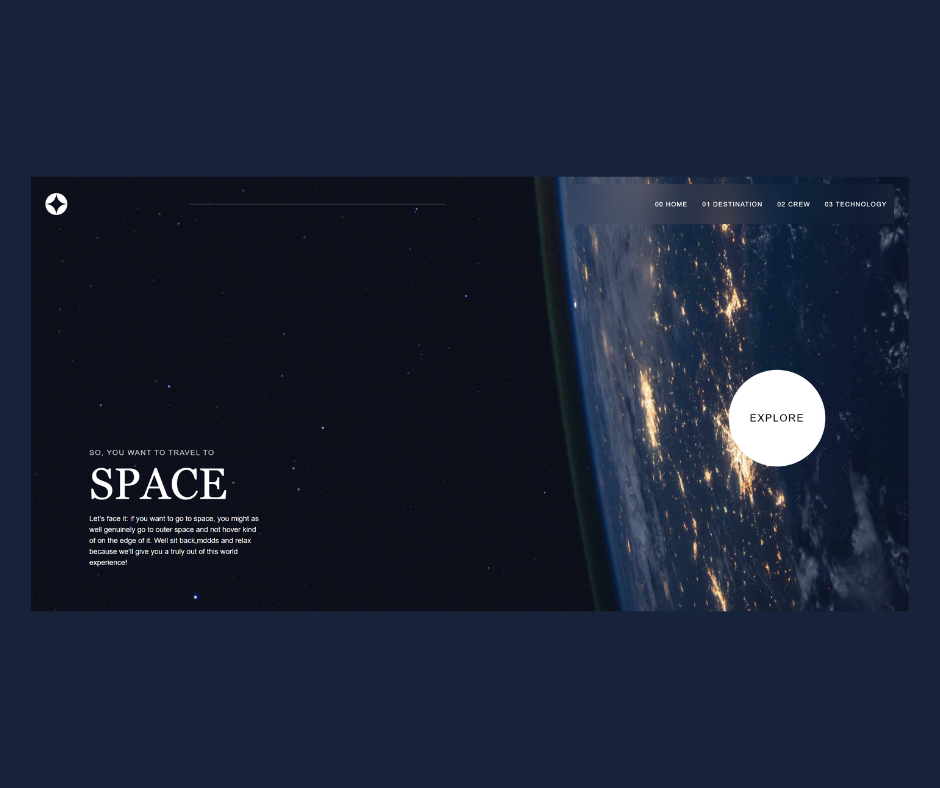 00 HOME 01 DESTINATION 02 CREW 03 TECHNOLOGY
EXPLORE
SO, YOU WANT TO TRAVEL TO
SPACE
Let's face it: if you want to go to space, you might as
well genuinely go to outer space and not hover kind
of on the edge of it. Well sit back,mddds and relax
because we'll give you a truly out of this world
experience!